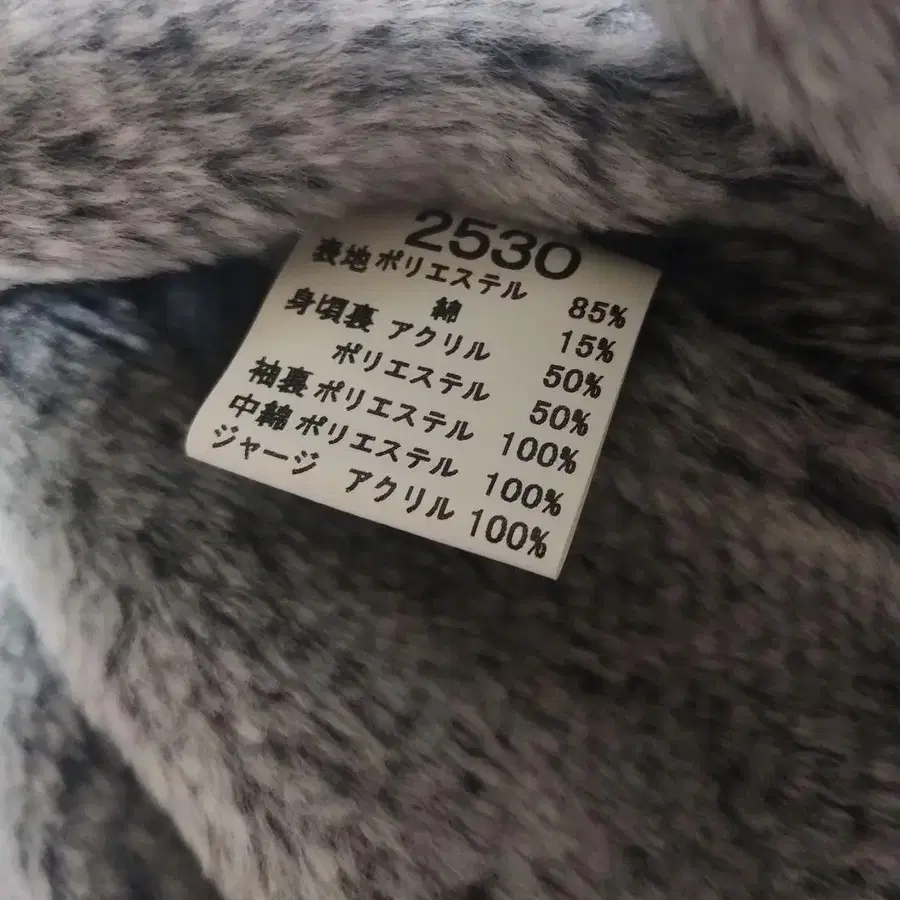 2530
表地 ポリエステル 85%
綿 15%
身頃裏 アクリル 50%
ポリエステル 50%
袖裏 ポリエステル 100%
中綿 ポリエステル 100%
ジャージ アクリル 100%